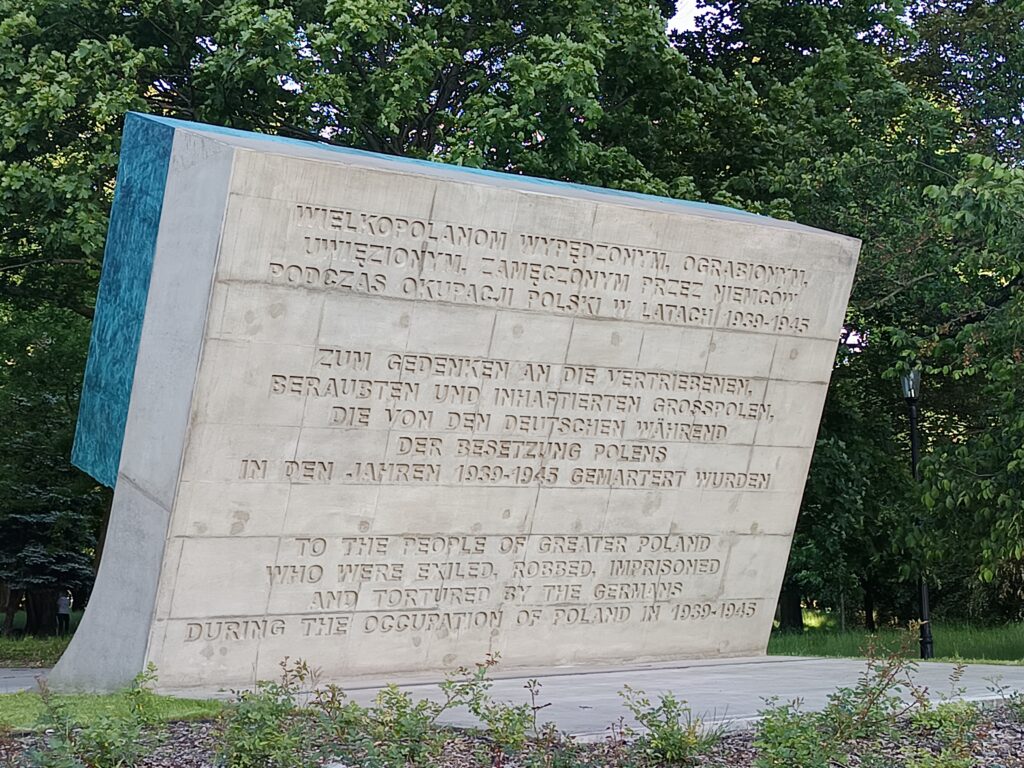 WIELKOPOLANOM WYPĘDZONYM, OGRABIONYM,
UWIĘZIONYM, ZAMĘCZONYM PRZEZ NIEMCÓW
PODCZAS OKUPACJI POLSKI W LATACH 1939-1945
ZUM GEDENKEN AN DIE VERTRIEBENEN,
BERAUBTEN UND INHAFTIERTEN GROSSPOLEN,
DIE VON DEN DEUTSCHEN WÄHREND
DER BESETZUNG POLENS
IN DEN JAHREN 1939-1945 GEMARTERT WURDEN
TO THE PEOPLE OF GREATER POLAND
WHO WERE EXILED, ROBBED, IMPRISONED
AND TORTURED BY THE GERMANS
DURING THE OCCUPATION OF POLAND IN 1939-1945